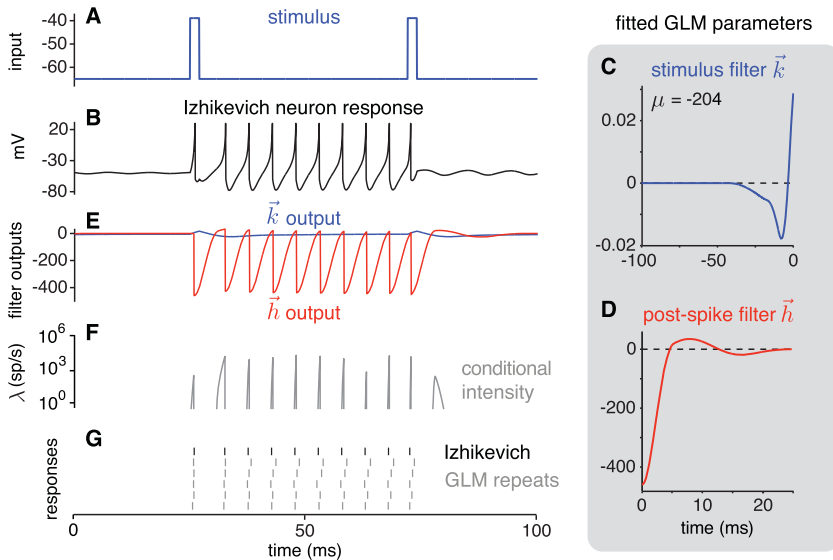 A
stimulus
-40
-50
-60
input
Izhikevich neuron response
B
20
-30
-80
mV
E
k⃗ output
0
-200
-400
filter outputs
h⃗ output
F
10^6
10^3
10^0
λ (sp/s)
conditional
intensity
G
Izhikevich
GLM repeats
responses
0
50
100
time (ms)
fitted GLM parameters
C
stimulus filter k⃗
μ = -204
0.02
0
-0.02
-100
-50
0
D
post-spike filter h⃗
0
-200
-400
0
10
20
time (ms)